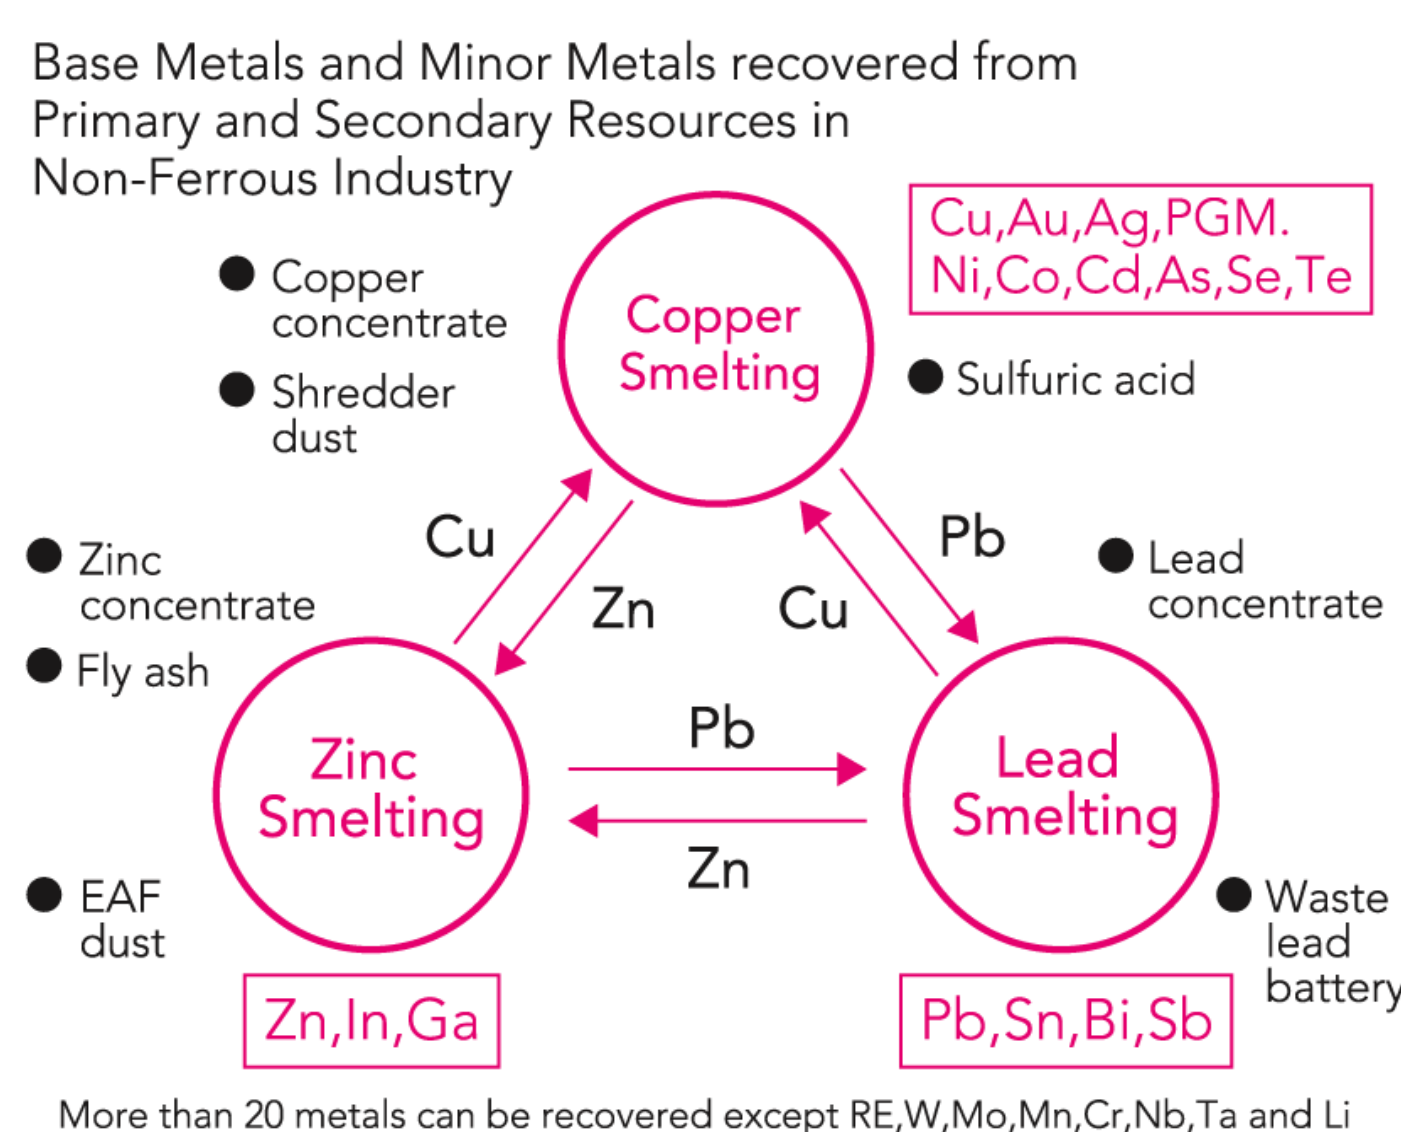 Base Metals and Minor Metals recovered from
Primary and Secondary Resources in
Non-Ferrous Industry
Cu,Au,Ag,PGM.
Ni,Co,Cd,As,Se,Te
Copper
concentrate
Shredder
dust
Copper
Smelting
Sulfuric acid
Cu
Zn
Cu
Pb
Zinc
concentrate
Fly ash
Lead
concentrate
Zinc
Smelting
Pb
Zn
Lead
Smelting
EAF
dust
Waste
lead
battery
Zn,In,Ga
Pb,Sn,Bi,Sb
More than 20 metals can be recovered except RE,W,Mo,Mn,Cr,Nb,Ta and Li